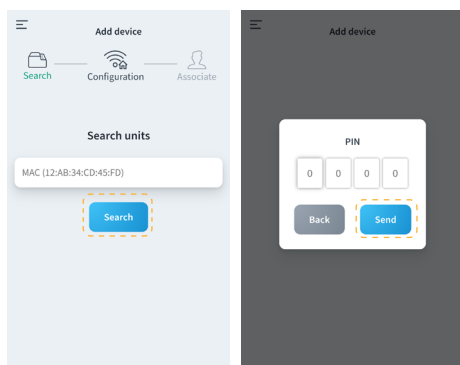 Add device
Search Configuration Associate
Search units
MAC (12:AB:34:CD:45:FD)
Search
Add device
PIN
0 0 0 0
Back Send